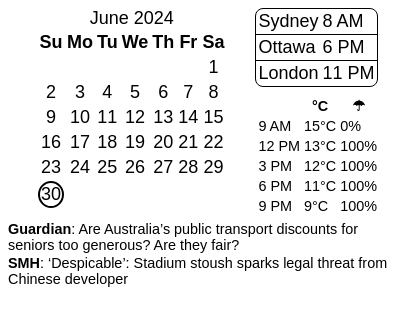 June 2024
Su Mo Tu We Th Fr Sa
1
2 3 4 5 6 7 8
9 10 11 12 13 14 15
16 17 18 19 20 21 22
23 24 25 26 27 28 29
30
Sydney 8 AM
Ottawa 6 PM
London 11 PM
°C ☂
9 AM 15°C 0%
12 PM 13°C 100%
3 PM 12°C 100%
6 PM 11°C 100%
9 PM 9°C 100%
Guardian: Are Australia’s public transport discounts for
seniors too generous? Are they fair?
SMH: ‘Despicable’: Stadium stoush sparks legal threat from
Chinese developer